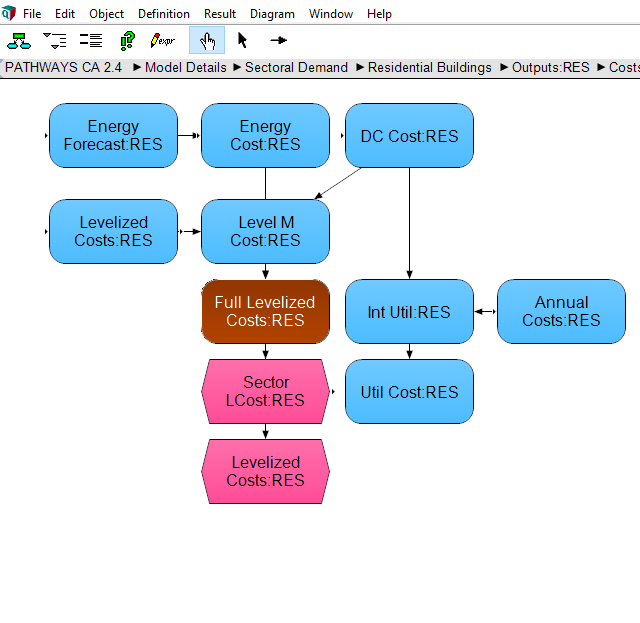 File Edit Object Definition Result Diagram Window Help
expr
PATHWAYS CA 2.4 ▶ Model Details ▶ Sectoral Demand ▶ Residential Buildings ▶ Outputs:RES ▶ Costs
Energy
Forecast:RES
Energy
Cost:RES
DC Cost:RES
Levelized
Costs:RES
Level M
Cost:RES
Full Levelized
Costs:RES
Int Util:RES
Annual
Costs:RES
Sector
LCost:RES
Util Cost:RES
Levelized
Costs:RES